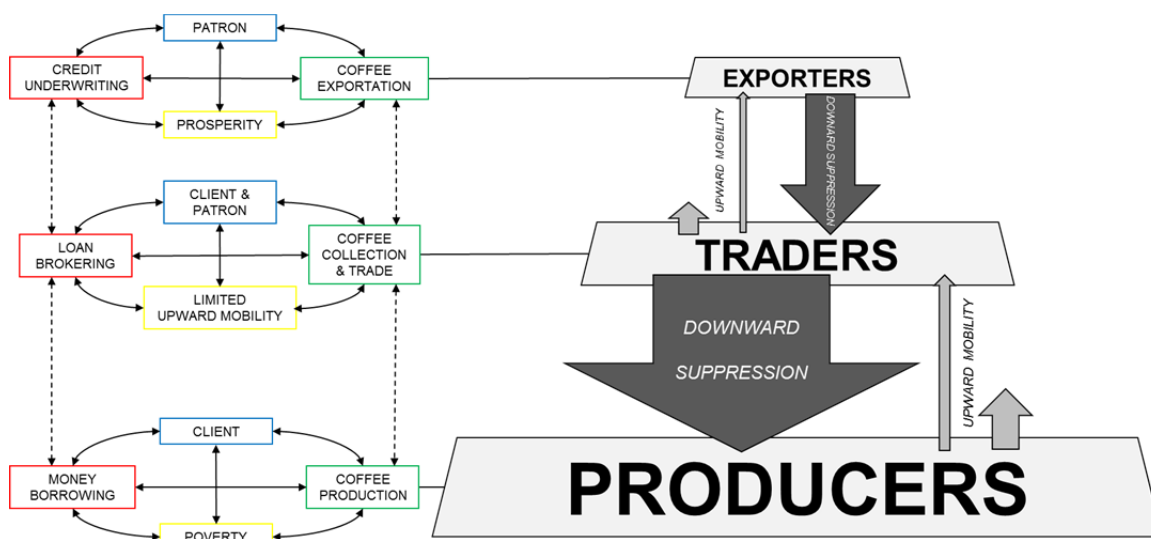 PATRON
CREDIT
UNDERWRITING
COFFEE
EXPORTATION
PROSPERITY
EXPORTERS
UPWARD MOBILITY
DOWNWARD SUPPRESSION
CLIENT &
PATRON
LOAN
BROKERING
COFFEE
COLLECTION
& TRADE
LIMITED
UPWARD MOBILITY
TRADERS
DOWNWARD
SUPPRESSION
UPWARD MOBILITY
CLIENT
MONEY
BORROWING
COFFEE
PRODUCTION
POVERTY
PRODUCERS